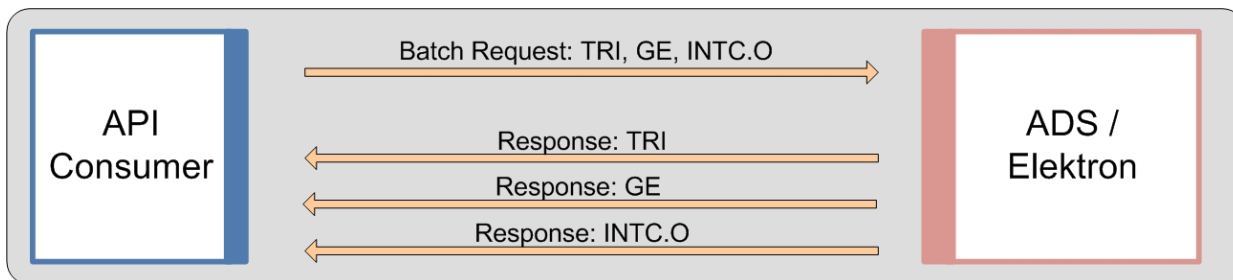 API
Consumer
Batch Request: TRI, GE, INTC.O
Response: TRI
Response: GE
Response: INTC.O
ADS /
Elektron